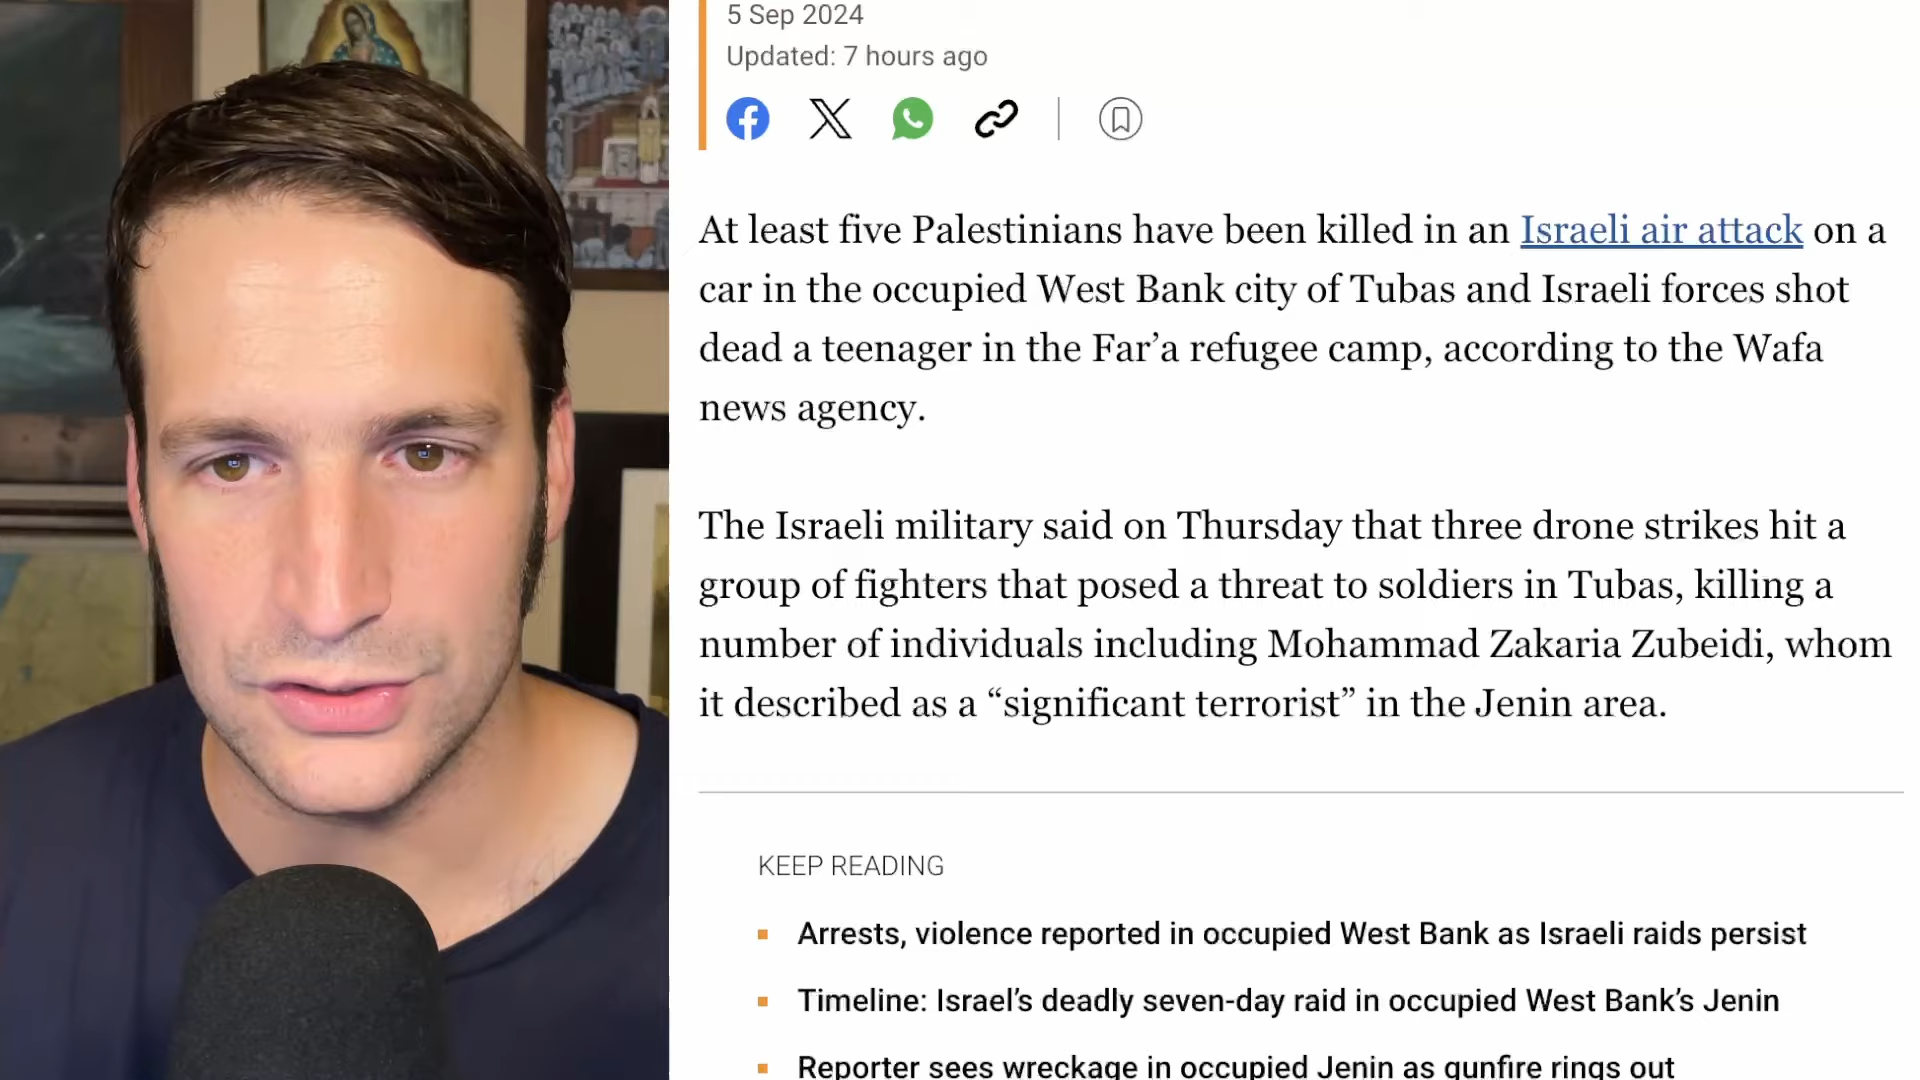 5 Sep 2024
Updated: 7 hours ago
At least five Palestinians have been killed in an Israeli air attack on a
car in the occupied West Bank city of Tubas and Israeli forces shot
dead a teenager in the Far’a refugee camp, according to the Wafa
news agency.
The Israeli military said on Thursday that three drone strikes hit a
group of fighters that posed a threat to soldiers in Tubas, killing a
number of individuals including Mohammad Zakaria Zubeidi, whom
it described as a “significant terrorist” in the Jenin area.
KEEP READING
Arrests, violence reported in occupied West Bank as Israeli raids persist
Timeline: Israel’s deadly seven-day raid in occupied West Bank’s Jenin
Reporter sees wreckage in occupied Jenin as gunfire rings out